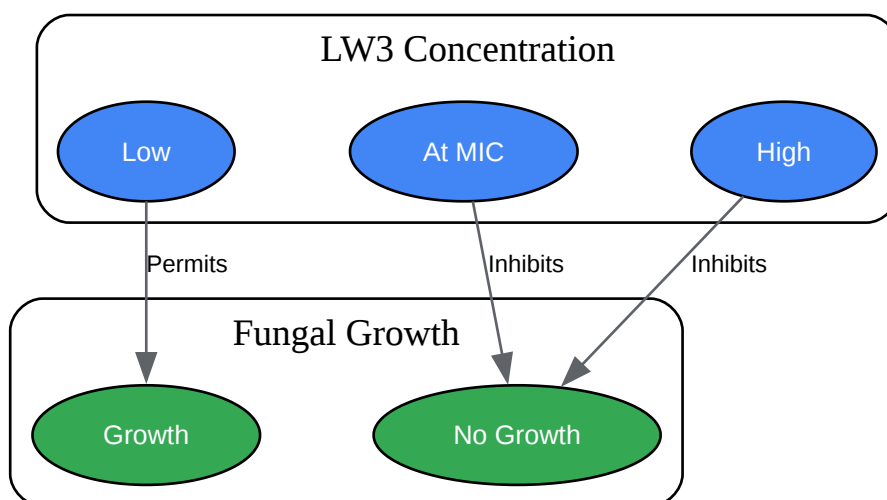 LW3 Concentration
Low
At MIC
High
Permits
Inhibits
Inhibits
Fungal Growth
Growth
No Growth